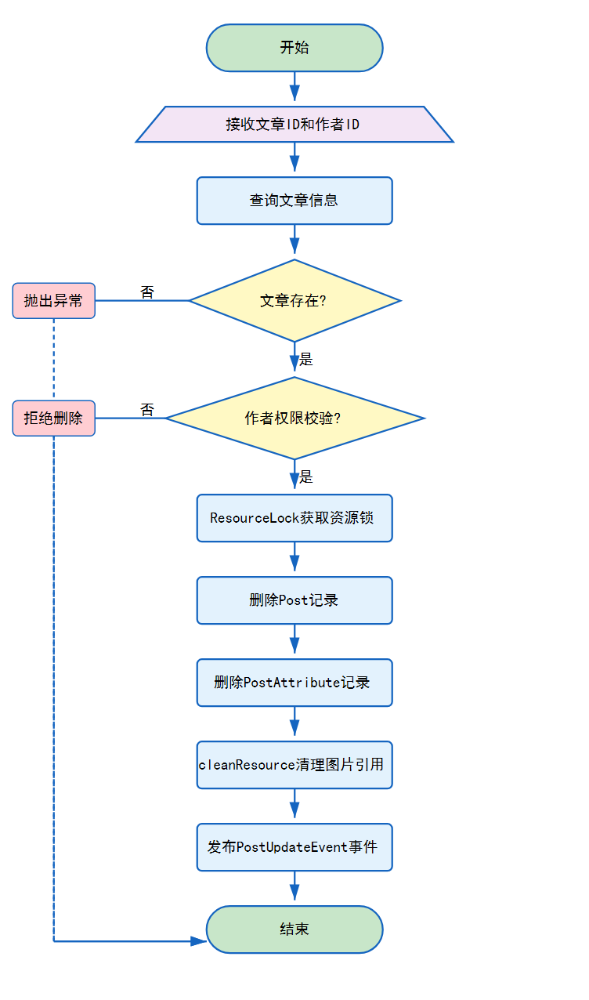 开始
接收文章ID和作者ID
查询文章信息
文章存在?
否
抛出异常
是
作者权限校验?
否
拒绝删除
是
ResourceLock获取资源锁
删除Post记录
删除PostAttribute记录
cleanResource清理图片引用
发布PostUpdateEvent事件
结束